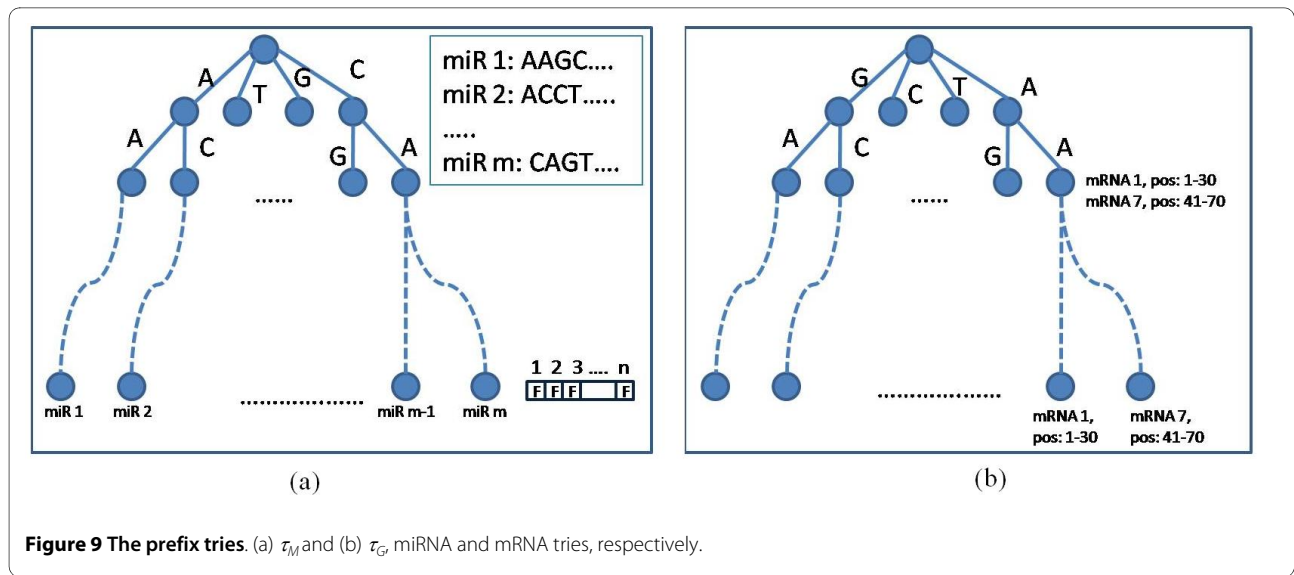 A
T
G
C
A
C
G
A
......
miR 1: AAGC....
miR 2: ACCT.....
.....
miR m: CAGT....
1 2 3 .... n
F F F F
miR 1
miR 2
....................
miR m-1
miR m
(a)
G
C
T
A
A
C
G
A
......
mRNA 1, pos: 1-30
mRNA 7, pos: 41-70
....................
mRNA 1,
pos: 1-30
mRNA 7,
pos: 41-70
(b)
Figure 9 The prefix tries. (a) τM and (b) τG, miRNA and mRNA tries, respectively.